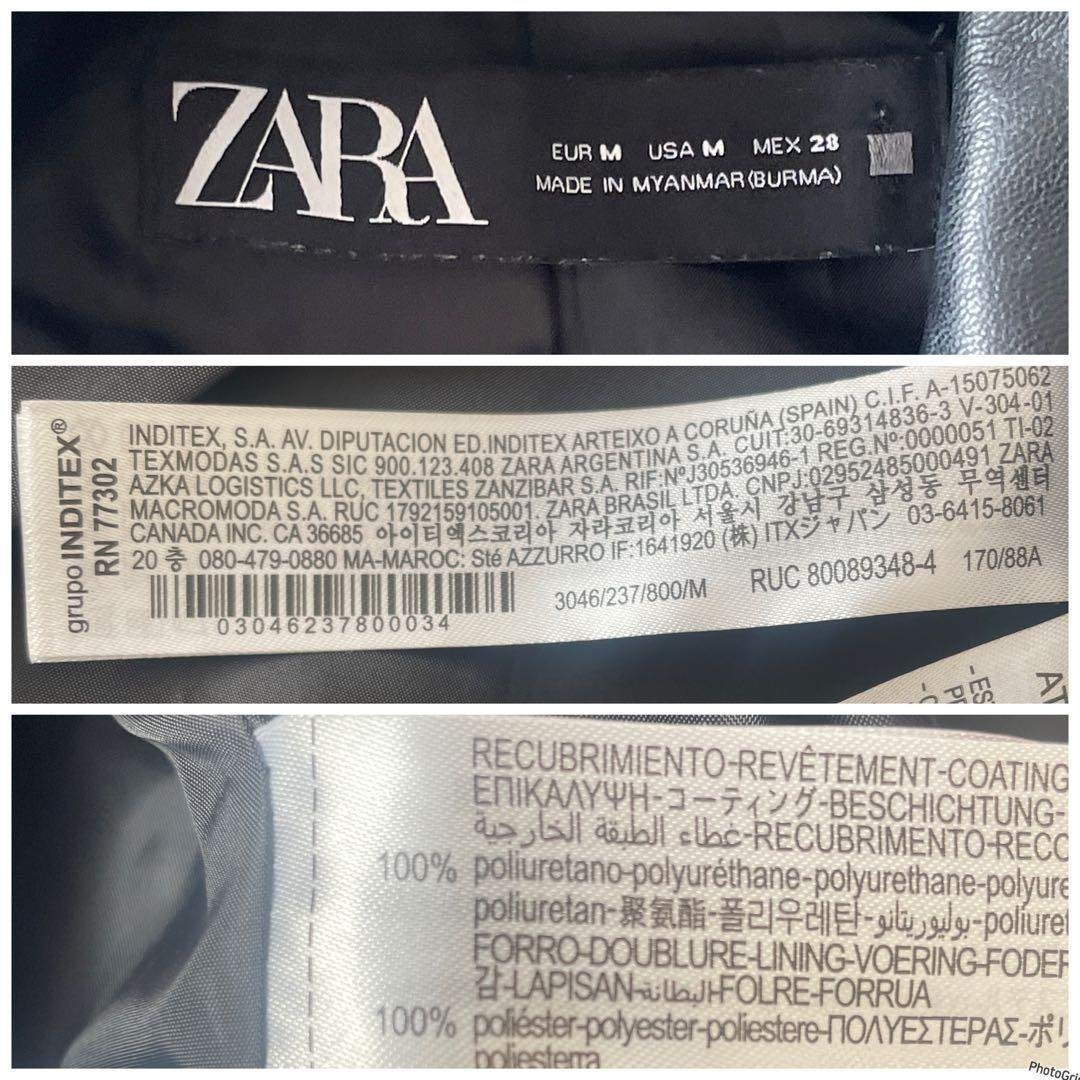 ZARA
EUR M USA M MEX 28
MADE IN MYANMAR (BURMA)
grupo INDITEX®
RN 77302
INDITEX, S.A. AV. DIPUTACION ED.INDITEX ARTEIXO A CORUÑA (SPAIN) C.I.F. A-15075062
TEXMODAS S.A.S SIC 900.123.408 ZARA ARGENTINA S.A. CUIT:30-69314836-3 V-304-01
AZKA LOGISTICS LLC, TEXTILES ZANZIBAR S.A. RIF:NºJ30536946-1 REG.Nº:0000051 TI-02
MACROMODA S.A. RUC 1792159105001. ZARA BRASIL LTDA. CNPJ:02952485000491 ZARA
CANADA INC. CA 36685 아이티엑스코리아 자라코리아 서울시 강남구 삼성동 무역센터
20 층 080-479-0880 MA-MAROC: Sté AZZURRO IF:1641920 (株) ITXジャパン 03-6415-8061
03046237800034
3046/237/800/M RUC 80089348-4 170/88A
RECUBRIMIENTO-REVÊTEMENT-COATING
ΕΠΙΚΑΛΥΨΗ-コーティング-BESCHICHTUNG-
غطاء الطبقة الخارجية-RECUBRIMENTO-RECO
100% poliuretano-polyuréthane-polyurethane-polyure
poliuretan-聚氨酯-폴리우레탄-بوليوريتانو-poliuret
FORRO-DOUBLURE-LINING-VOERING-FODER
감-LAPISAN-البطانة-FOLRE-FORRUA
100% poliéster-polyester-poliestere-ΠΟΛΥΕΣΤΕΡΑΣ-ポリ
poliesterra
PhotoGri